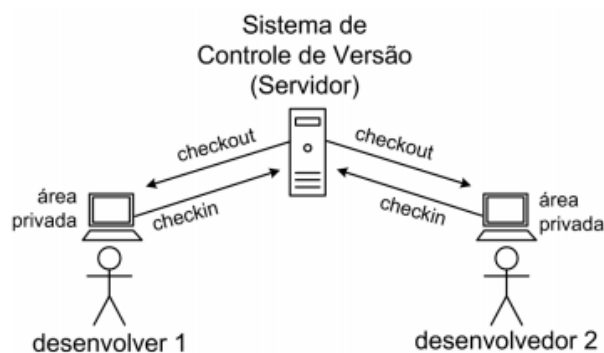 Sistema de
Controle de Versão
(Servidor)
checkout
checkout
checkin
checkin
área
privada
área
privada
desenvolver 1
desenvolvedor 2